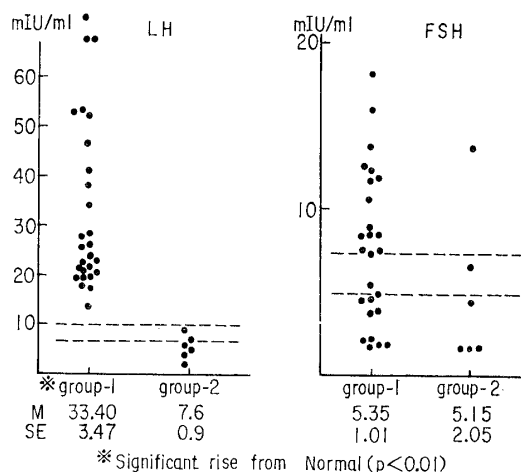 mIU/ml LH
60
50
40
30
20
10
※ group-1 group-2
M 33.40 7.6
SE 3.47 0.9
mIU/ml FSH
20
10
group-1 group-2
5.35 5.15
1.01 2.05
※Significant rise from Normal (p<0.01)